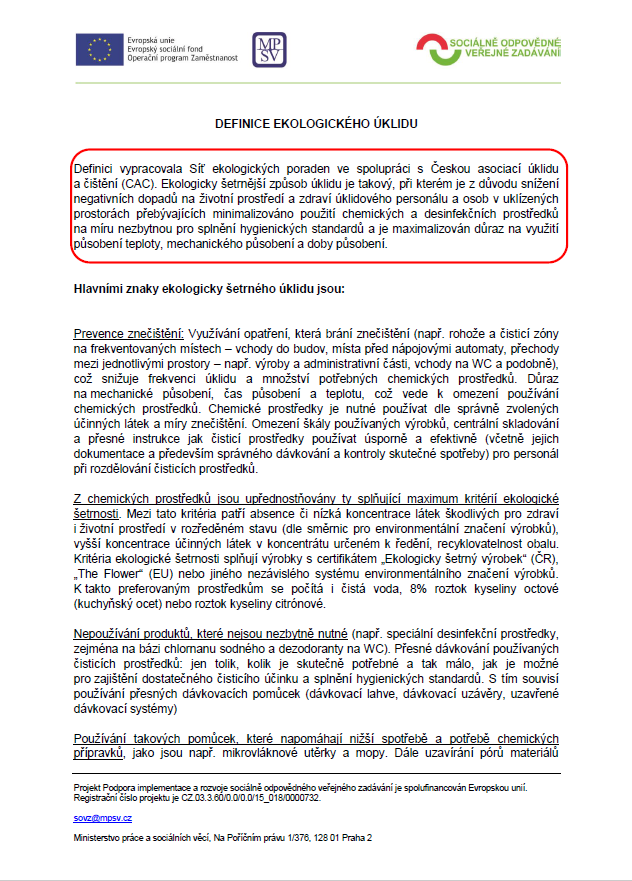 Evropská unie
Evropský sociální fond
Operační program Zaměstnanost
MP
SV
SOCIÁLNĚ ODPOVĚDNÉ
VEŘEJNÉ ZADÁVÁNÍ
DEFINICE EKOLOGICKÉHO ÚKLIDU
Definici vypracovala Síť ekologických poraden ve spolupráci s Českou asociací úklidu
a čištění (CAC). Ekologicky šetrnější způsob úklidu je takový, při kterém je z důvodu snížení
negativních dopadů na životní prostředí a zdraví úklidového personálu a osob v uklízených
prostorách přebývajících minimalizováno použití chemických a desinfekčních prostředků
na míru nezbytnou pro splnění hygienických standardů a je maximalizován důraz na využití
působení teploty, mechanického působení a doby působení.
Hlavními znaky ekologicky šetrného úklidu jsou:
Prevence znečištění: Využívání opatření, která brání znečištění (např. rohože a čisticí zóny
na frekventovaných místech – vchody do budov, místa před nápojovými automaty, přechody
mezi jednotlivými prostory – např. výroby a administrativní části, vchody na WC a podobně),
což snižuje frekvenci úklidu a množství potřebných chemických prostředků. Důraz
na mechanické působení, čas působení a teplotu, což vede k omezení používání
chemických prostředků. Chemické prostředky je nutné používat dle správně zvolených
účinných látek a míry znečištění. Omezení škály používaných výrobků, centrální skladování
a přesné instrukce jak čisticí prostředky používat úsporně a efektivně (včetně jejich
dokumentace a především správného dávkování a kontroly skutečné spotřeby) pro personál
při rozdělování čisticích prostředků.
Z chemických prostředků jsou upřednostňovány ty splňující maximum kritérií ekologické
šetrnosti. Mezi tato kritéria patří absence či nízká koncentrace látek škodlivých pro zdraví
i životní prostředí v rozředěném stavu (dle směrnic pro environmentální značení výrobků),
vyšší koncentrace účinných látek v koncentrátu určeném k ředění, recyklovatelnost obalu.
Kritéria ekologické šetrnosti splňují výrobky s certifikátem „Ekologicky šetrný výrobek" (ČR),
„The Flower" (EU) nebo jiného nezávislého systému environmentálního značení výrobků.
K takto preferovaným prostředkům se počítá i čistá voda, 8% roztok kyseliny octové
(kuchyňský ocet) nebo roztok kyseliny citrónové.
Nepoužívání produktů, které nejsou nezbytně nutné (např. speciální desinfekční prostředky,
zejména na bázi chlornanu sodného a dezodoranty na WC). Přesné dávkování používaných
čisticích prostředků: jen tolik, kolik je skutečně potřebné a tak málo, jak je možné
pro zajištění dostatečného čisticího účinku a splnění hygienických standardů. S tím souvisí
používání přesných dávkovacích pomůcek (dávkovací lahve, dávkovací uzávěry, uzavřené
dávkovací systémy)
Používání takových pomůcek, které napomáhají nižší spotřebě a potřebě chemických
přípravků, jako jsou např. mikrovláknové utěrky a mopy. Dále uzavírání pórů materiálů
Projekt Podpora implementace a rozvoje sociálně odpovědného veřejného zadávání je spolufinancován Evropskou unií.
Registrační číslo projektu je CZ.03.3.60/0.0/0.0/15_018/0000732.
sovz@mpsv.cz
Ministerstvo práce a sociálních věcí, Na Poříčním právu 1/376, 128 01 Praha 2